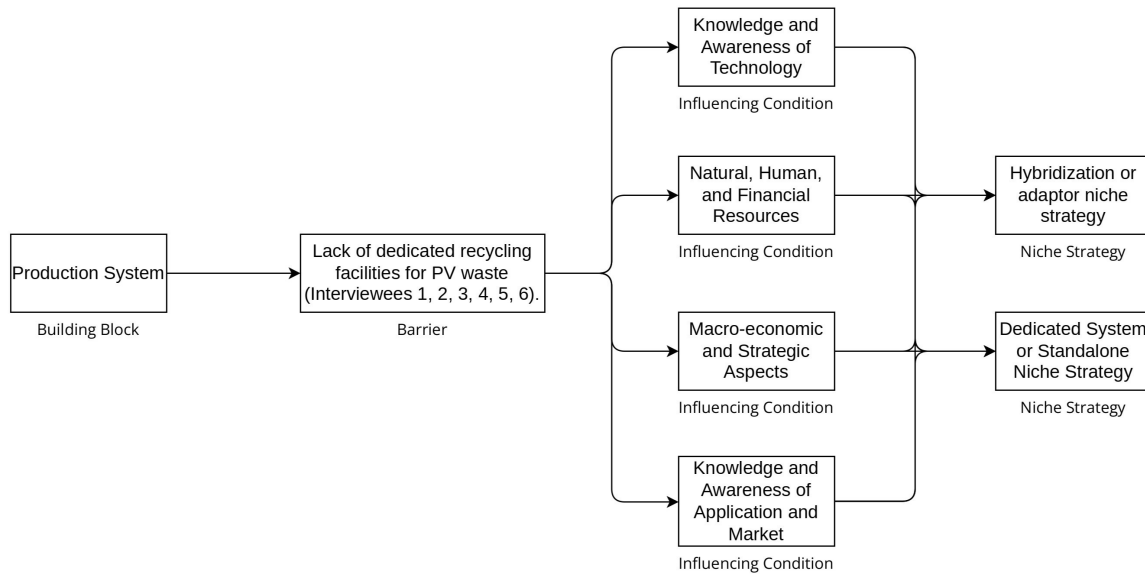 Production System
Building Block
Lack of dedicated recycling
facilities for PV waste
(Interviewees 1, 2, 3, 4, 5, 6).
Barrier
Knowledge and
Awareness of
Technology
Influencing Condition
Natural, Human,
and Financial
Resources
Influencing Condition
Macro-economic
and Strategic
Aspects
Influencing Condition
Knowledge and
Awareness of
Application and
Market
Influencing Condition
Hybridization or
adaptor niche
strategy
Niche Strategy
Dedicated System
or Standalone
Niche Strategy
Niche Strategy